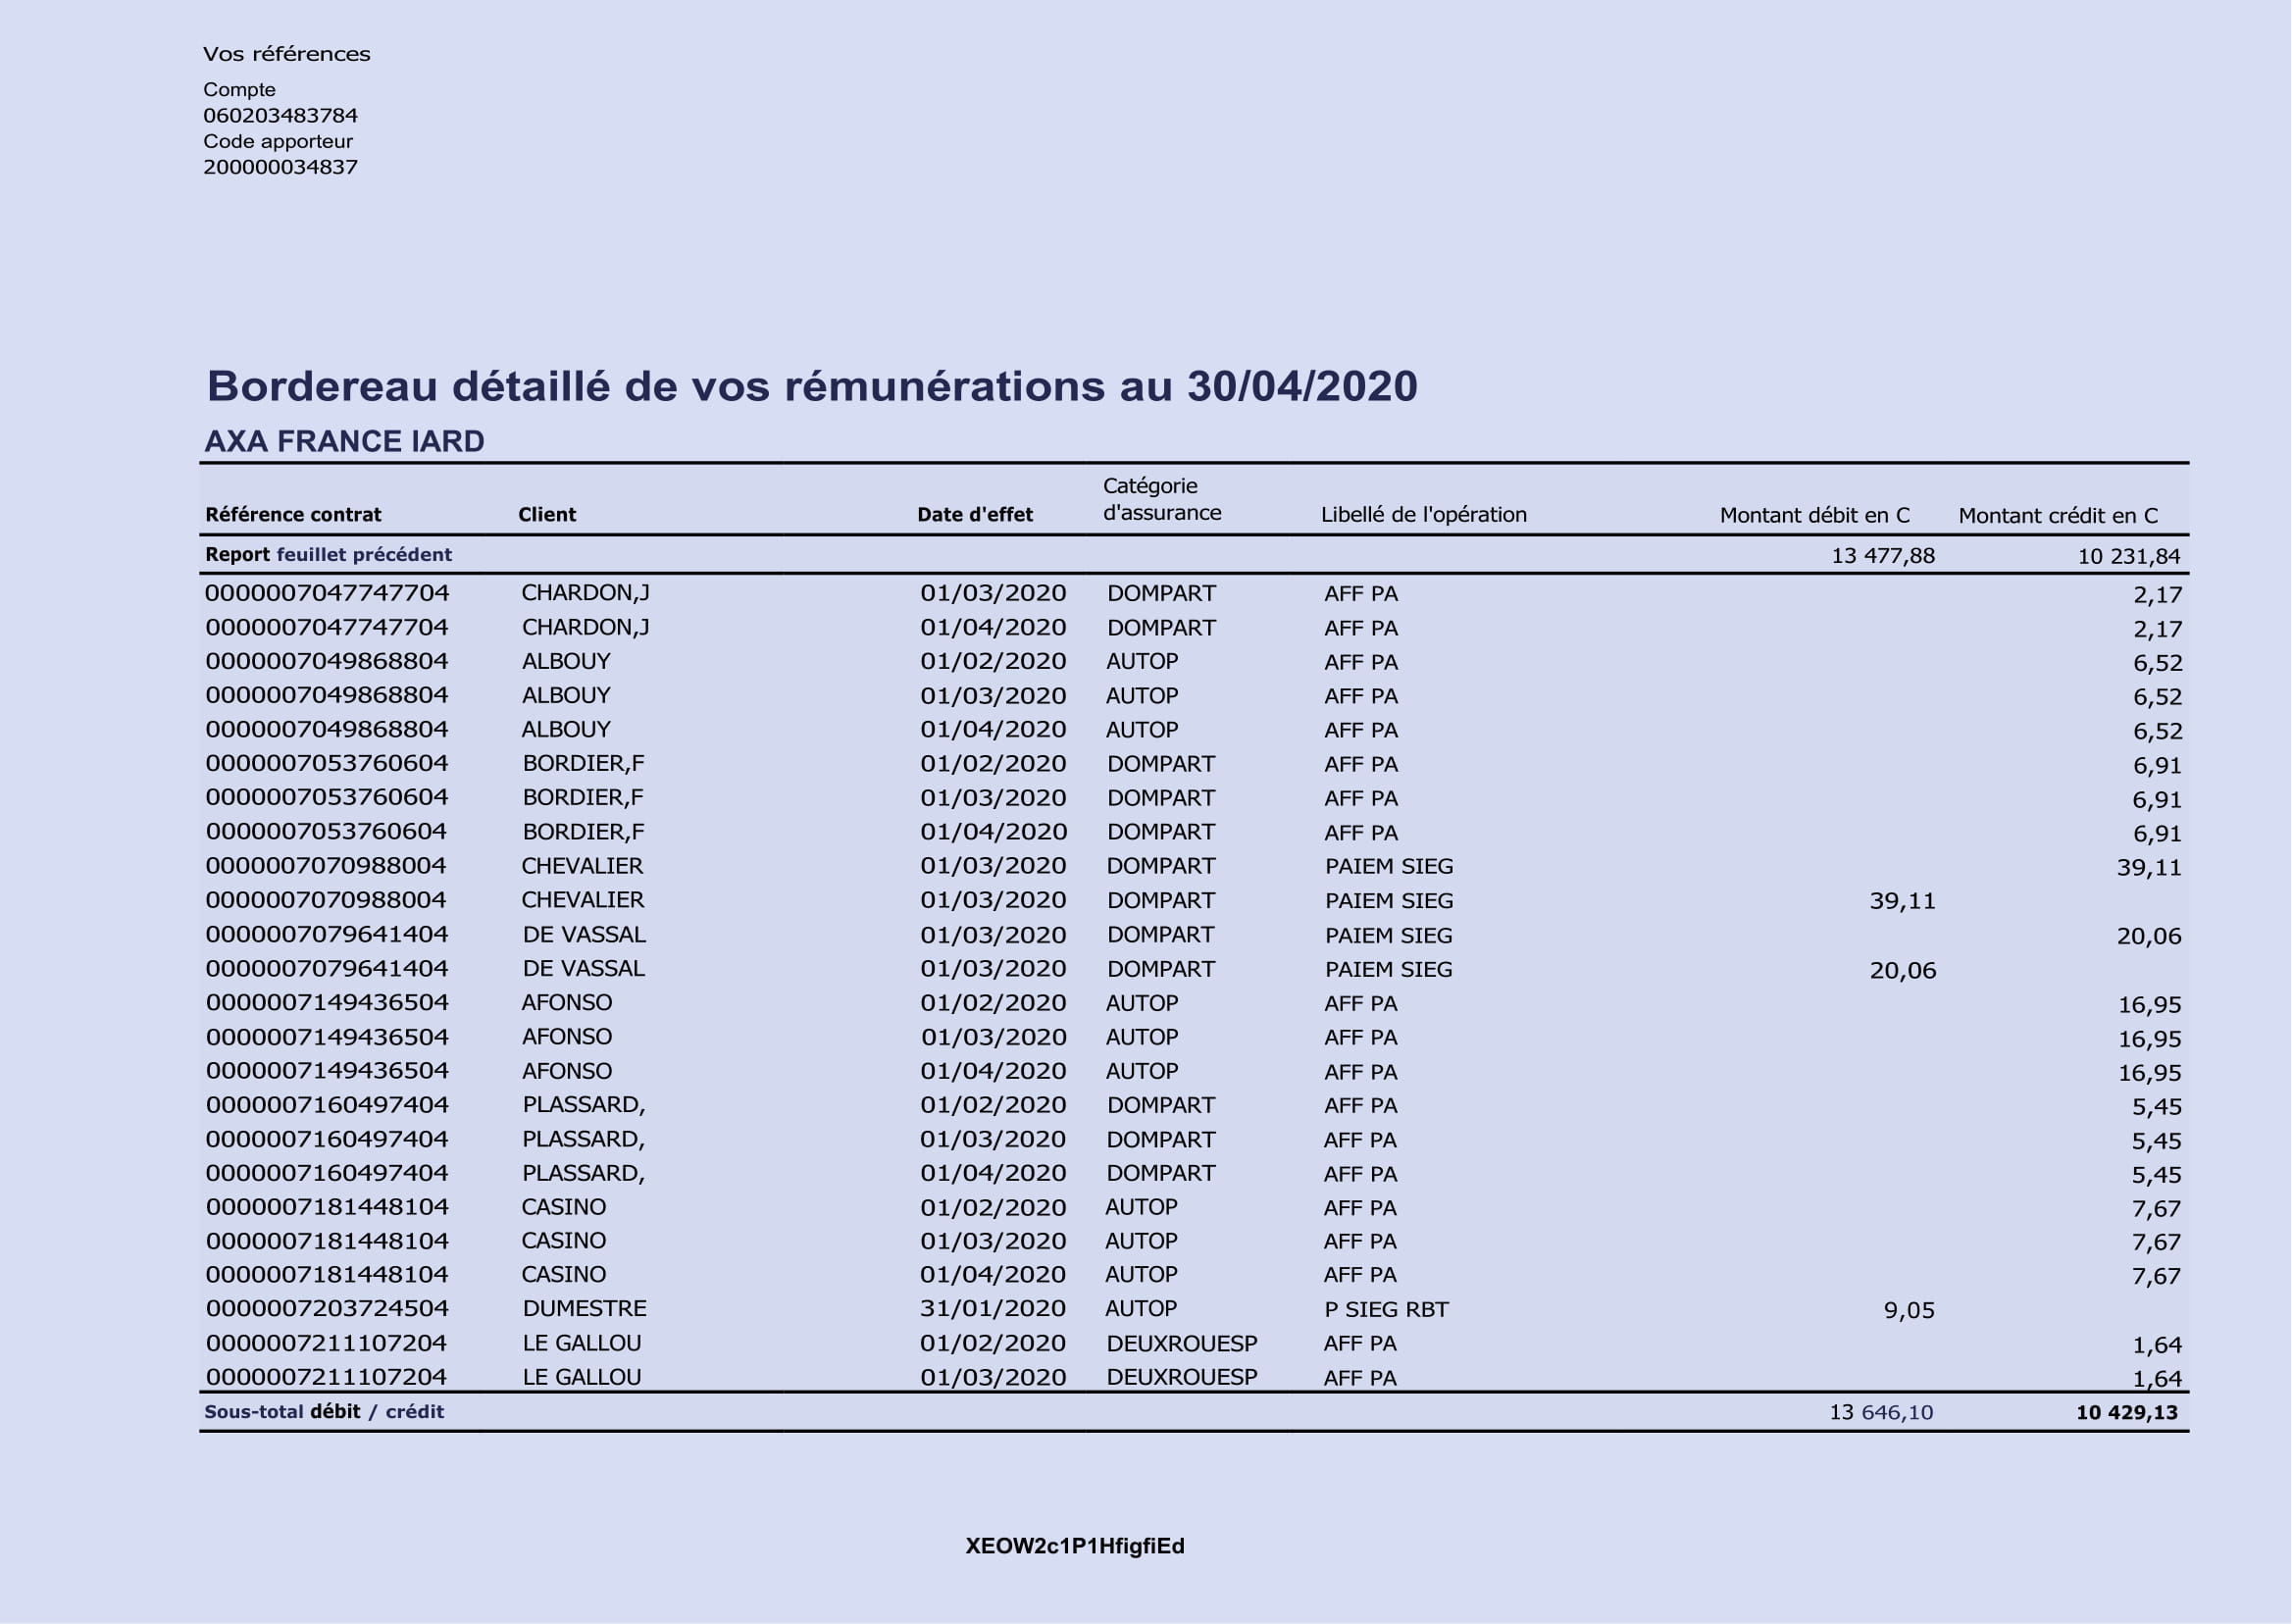 Vos références
Compte
060203483784
Code apporteur
200000034837
Bordereau détaillé de vos rémunérations au 30/04/2020
AXA FRANCE IARD
Référence contrat Client Date d'effet Catégorie d'assurance Libellé de l'opération Montant débit en C Montant crédit en C
Report feuillet précédent 13 477,88 10 231,84
0000007047747704 CHARDON,J 01/03/2020 DOMPART AFF PA 2,17
0000007047747704 CHARDON,J 01/04/2020 DOMPART AFF PA 2,17
0000007049868804 ALBOUY 01/02/2020 AUTOP AFF PA 6,52
0000007049868804 ALBOUY 01/03/2020 AUTOP AFF PA 6,52
0000007049868804 ALBOUY 01/04/2020 AUTOP AFF PA 6,52
0000007053760604 BORDIER,F 01/02/2020 DOMPART AFF PA 6,91
0000007053760604 BORDIER,F 01/03/2020 DOMPART AFF PA 6,91
0000007053760604 BORDIER,F 01/04/2020 DOMPART AFF PA 6,91
0000007070988004 CHEVALIER 01/03/2020 DOMPART PAIEM SIEG 39,11
0000007070988004 CHEVALIER 01/03/2020 DOMPART PAIEM SIEG 39,11
0000007079641404 DE VASSAL 01/03/2020 DOMPART PAIEM SIEG 20,06
0000007079641404 DE VASSAL 01/03/2020 DOMPART PAIEM SIEG 20,06
0000007149436504 AFONSO 01/02/2020 AUTOP AFF PA 16,95
0000007149436504 AFONSO 01/03/2020 AUTOP AFF PA 16,95
0000007149436504 AFONSO 01/04/2020 AUTOP AFF PA 16,95
0000007160497404 PLASSARD, 01/02/2020 DOMPART AFF PA 5,45
0000007160497404 PLASSARD, 01/03/2020 DOMPART AFF PA 5,45
0000007160497404 PLASSARD, 01/04/2020 DOMPART AFF PA 5,45
0000007181448104 CASINO 01/02/2020 AUTOP AFF PA 7,67
0000007181448104 CASINO 01/03/2020 AUTOP AFF PA 7,67
0000007181448104 CASINO 01/04/2020 AUTOP AFF PA 7,67
0000007203724504 DUMESTRE 31/01/2020 AUTOP P SIEG RBT 9,05
0000007211107204 LE GALLOU 01/02/2020 DEUXROUESP AFF PA 1,64
0000007211107204 LE GALLOU 01/03/2020 DEUXROUESP AFF PA 1,64
Sous-total débit / crédit 13 646,10 10 429,13
XEOW2c1P1HfigfiEd